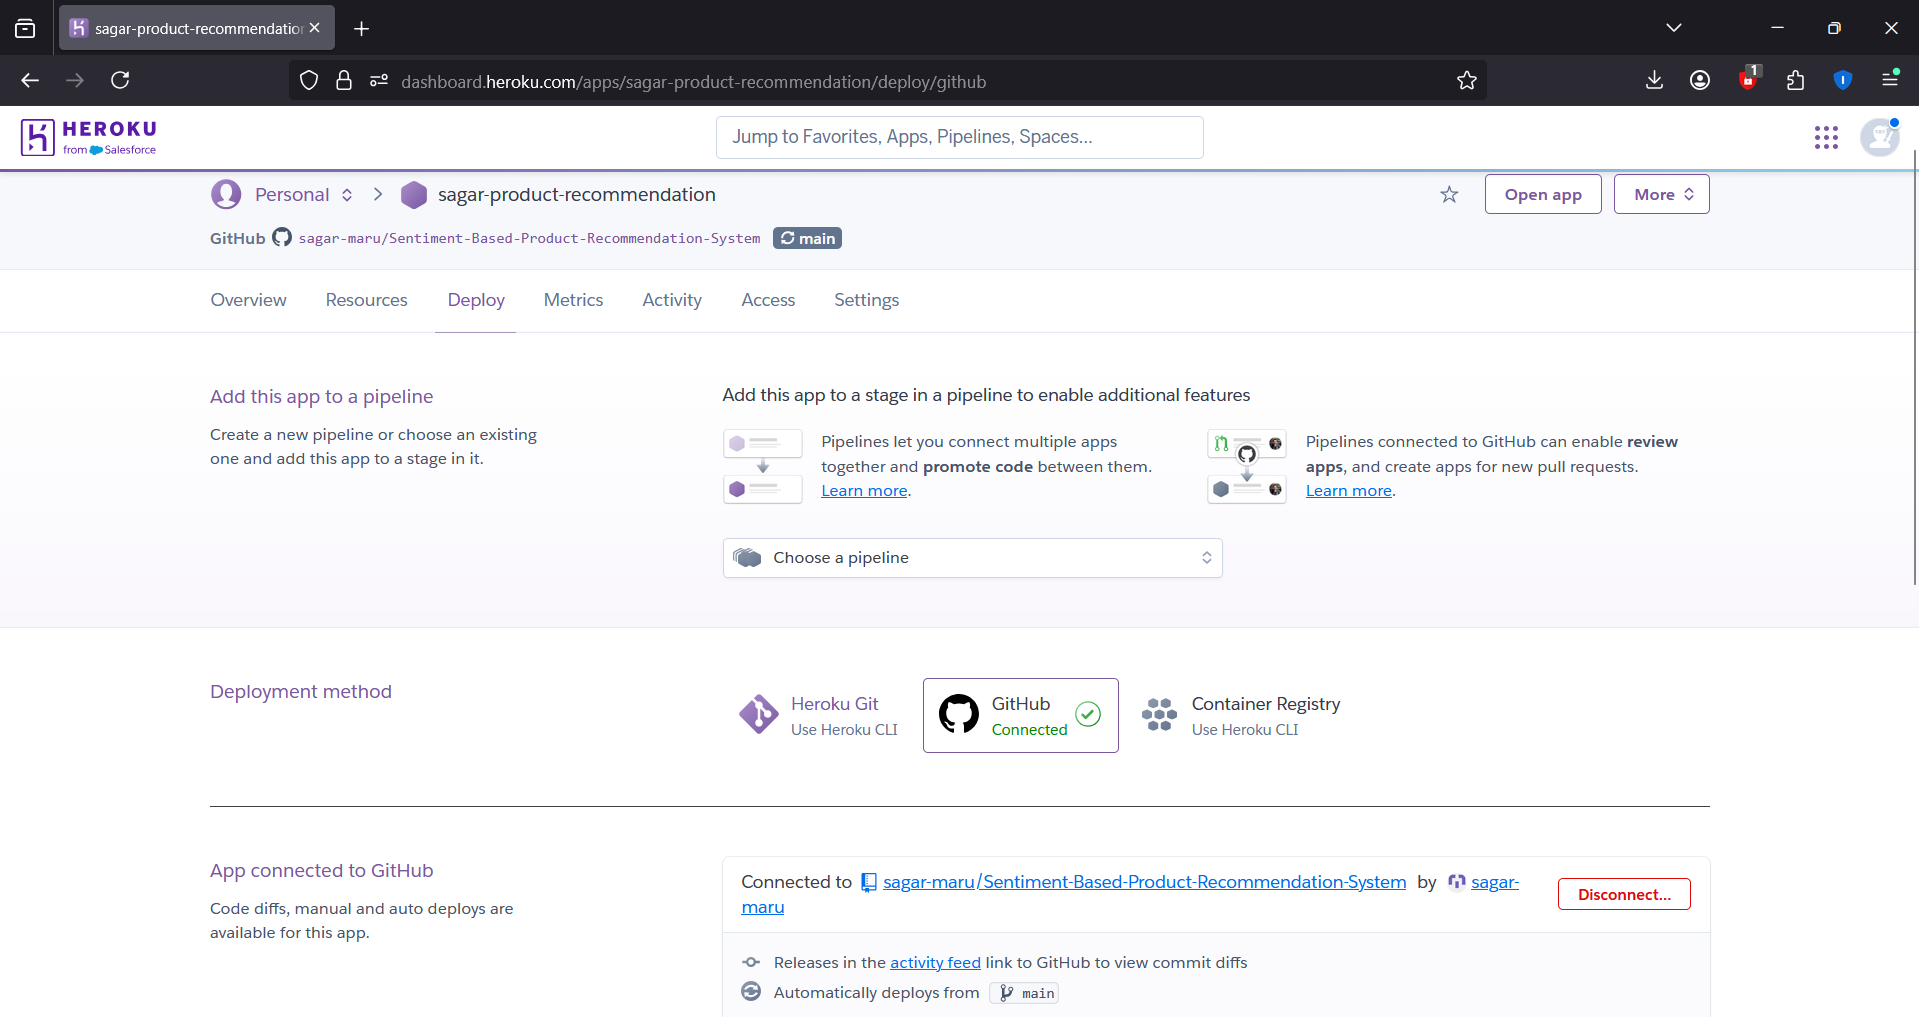 sagar-product-recommendation
dashboard.heroku.com/apps/sagar-product-recommendation/deploy/github
1
HEROKU
from Salesforce
Jump to Favorites, Apps, Pipelines, Spaces...
Personal
sagar-product-recommendation
Open app
More
GitHub sagar-maru/Sentiment-Based-Product-Recommendation-System main
Overview Resources Deploy Metrics Activity Access Settings
Add this app to a pipeline
Create a new pipeline or choose an existing
one and add this app to a stage in it.
Add this app to a stage in a pipeline to enable additional features
Pipelines let you connect multiple apps
together and promote code between them.
Learn more.
Pipelines connected to GitHub can enable review
apps, and create apps for new pull requests.
Learn more.
Choose a pipeline
Deployment method
Heroku Git
Use Heroku CLI
GitHub
Connected
Container Registry
Use Heroku CLI
App connected to GitHub
Code diffs, manual and auto deploys are
available for this app.
Connected to sagar-maru/Sentiment-Based-Product-Recommendation-System by sagar-
maru
Disconnect...
Releases in the activity feed link to GitHub to view commit diffs
Automatically deploys from main